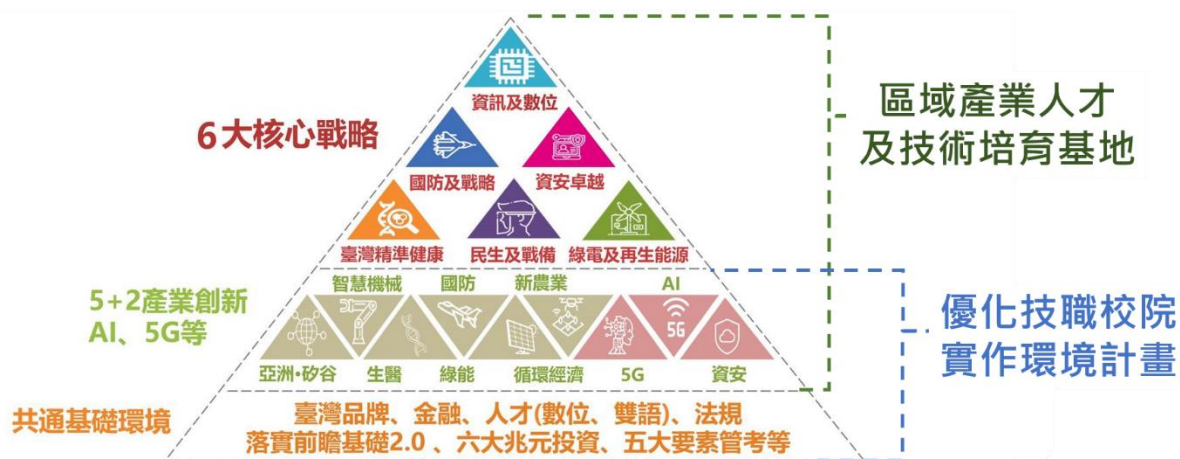 資訊及數位
6大核心戰略
國防及戰略
資安卓越
臺灣精準健康
民生及戰備
綠電及再生能源
區域產業人才
及技術培育基地
5+2產業創新
AI、5G等
智慧機械
國防
新農業
AI
5G
亞洲•矽谷
生醫
綠能
循環經濟
5G
資安
優化技職校院
實作環境計畫
共通基礎環境
臺灣品牌、金融、人才(數位、雙語)、法規
落實前瞻基礎2.0 、六大兆元投資、五大要素管考等